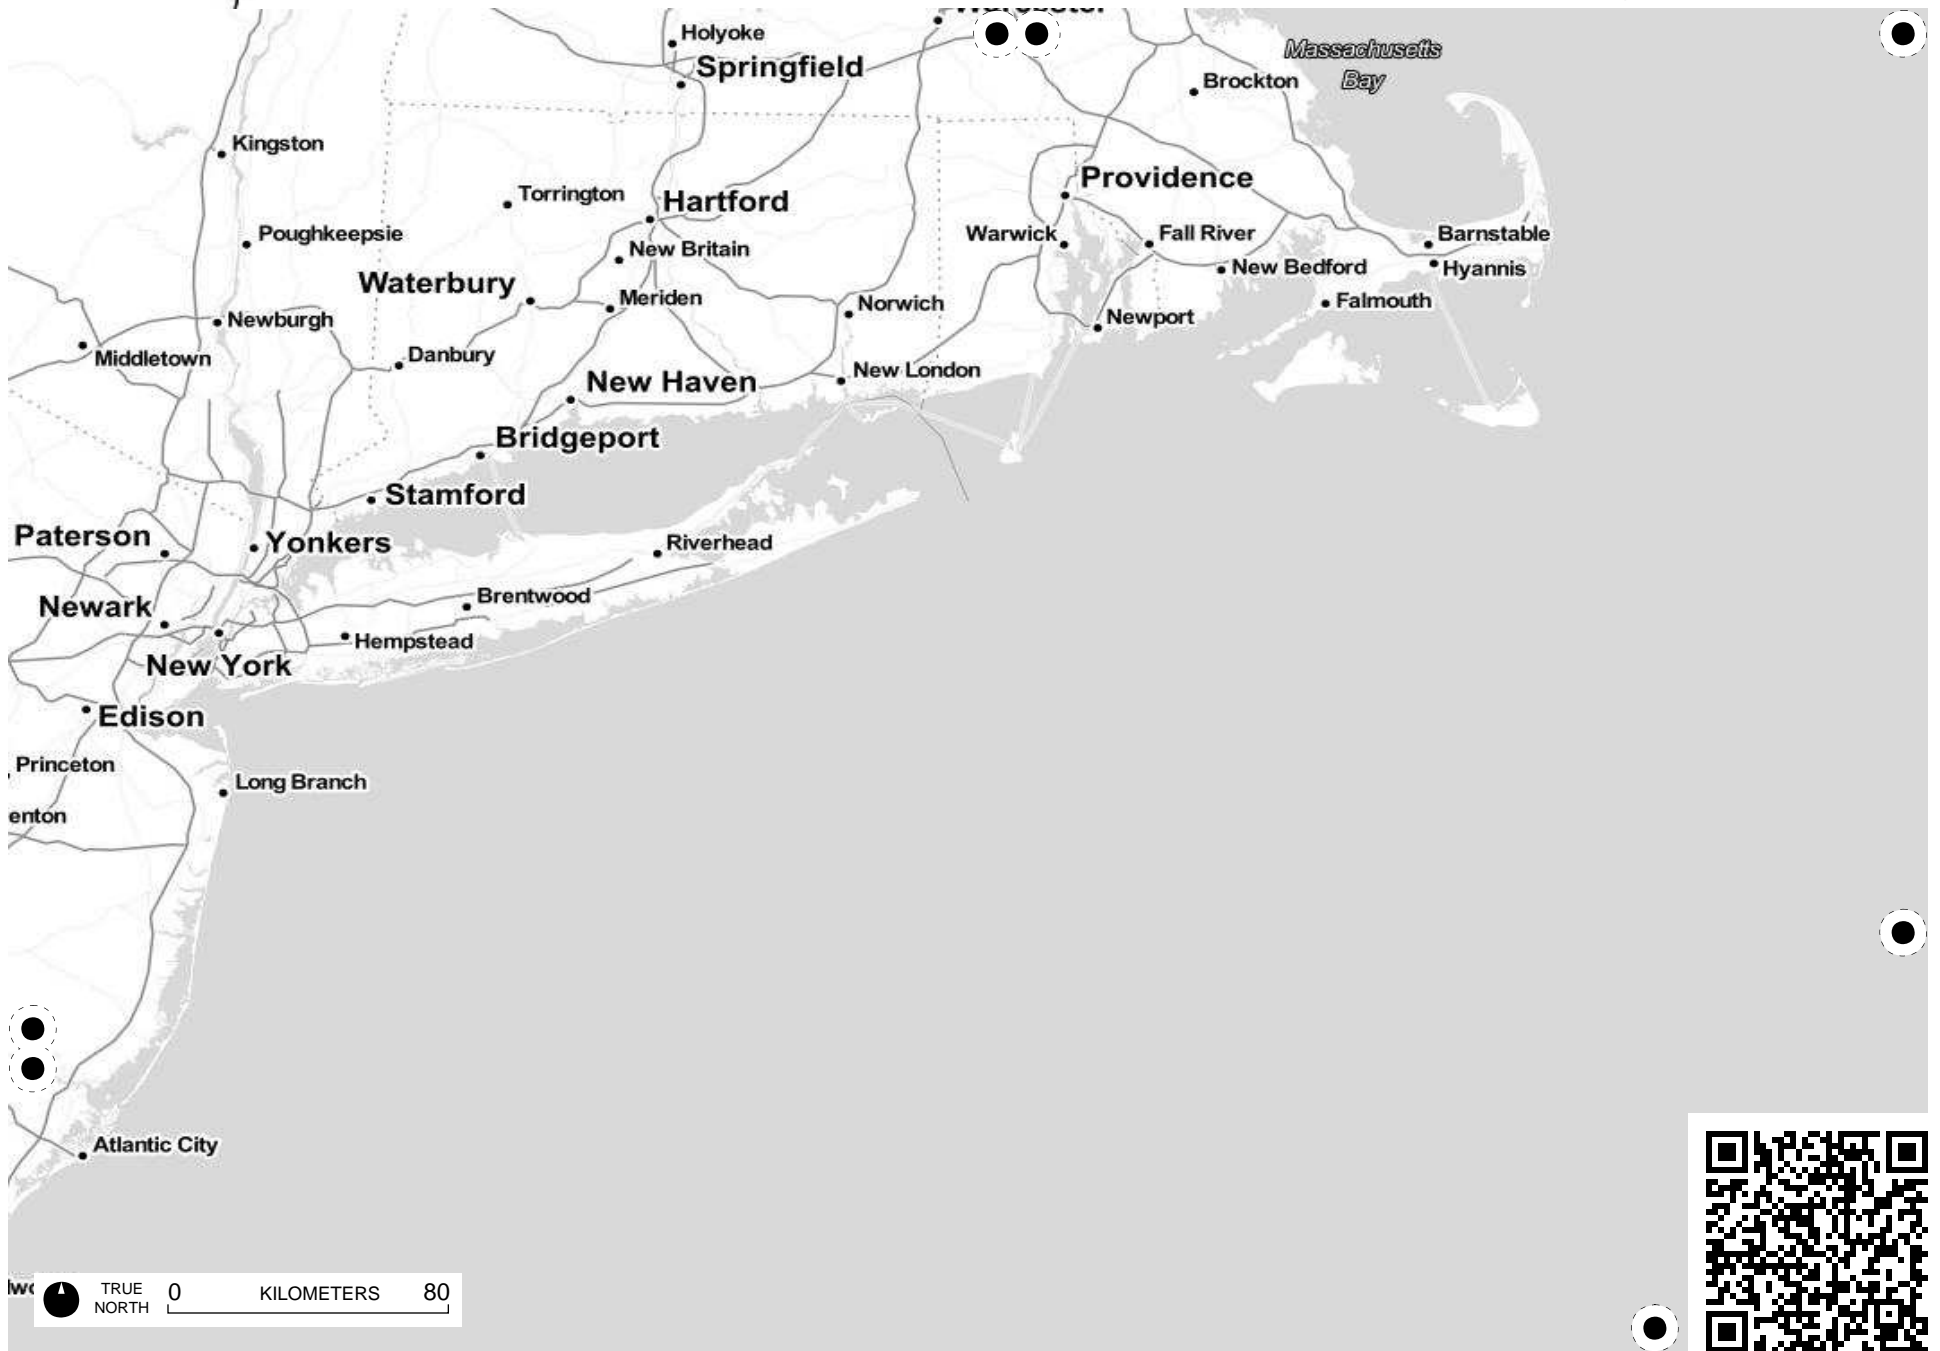 Holyoke
Massachusetts
Bay
Springfield
Brockton
Kingston
Providence
Torrington
Hartford
Poughkeepsie
Warwick
Fall River
Barnstable
New Britain
New Bedford
Hyannis
Waterbury
Meriden
Norwich
Falmouth
Newburgh
Newport
Middletown
Danbury
New London
New Haven
Bridgeport
Stamford
Paterson
Yonkers
Riverhead
Newark
Brentwood
Hempstead
New York
Edison
Princeton
Long Branch
enton
Atlantic City
TRUE
NORTH
0 KILOMETERS 80